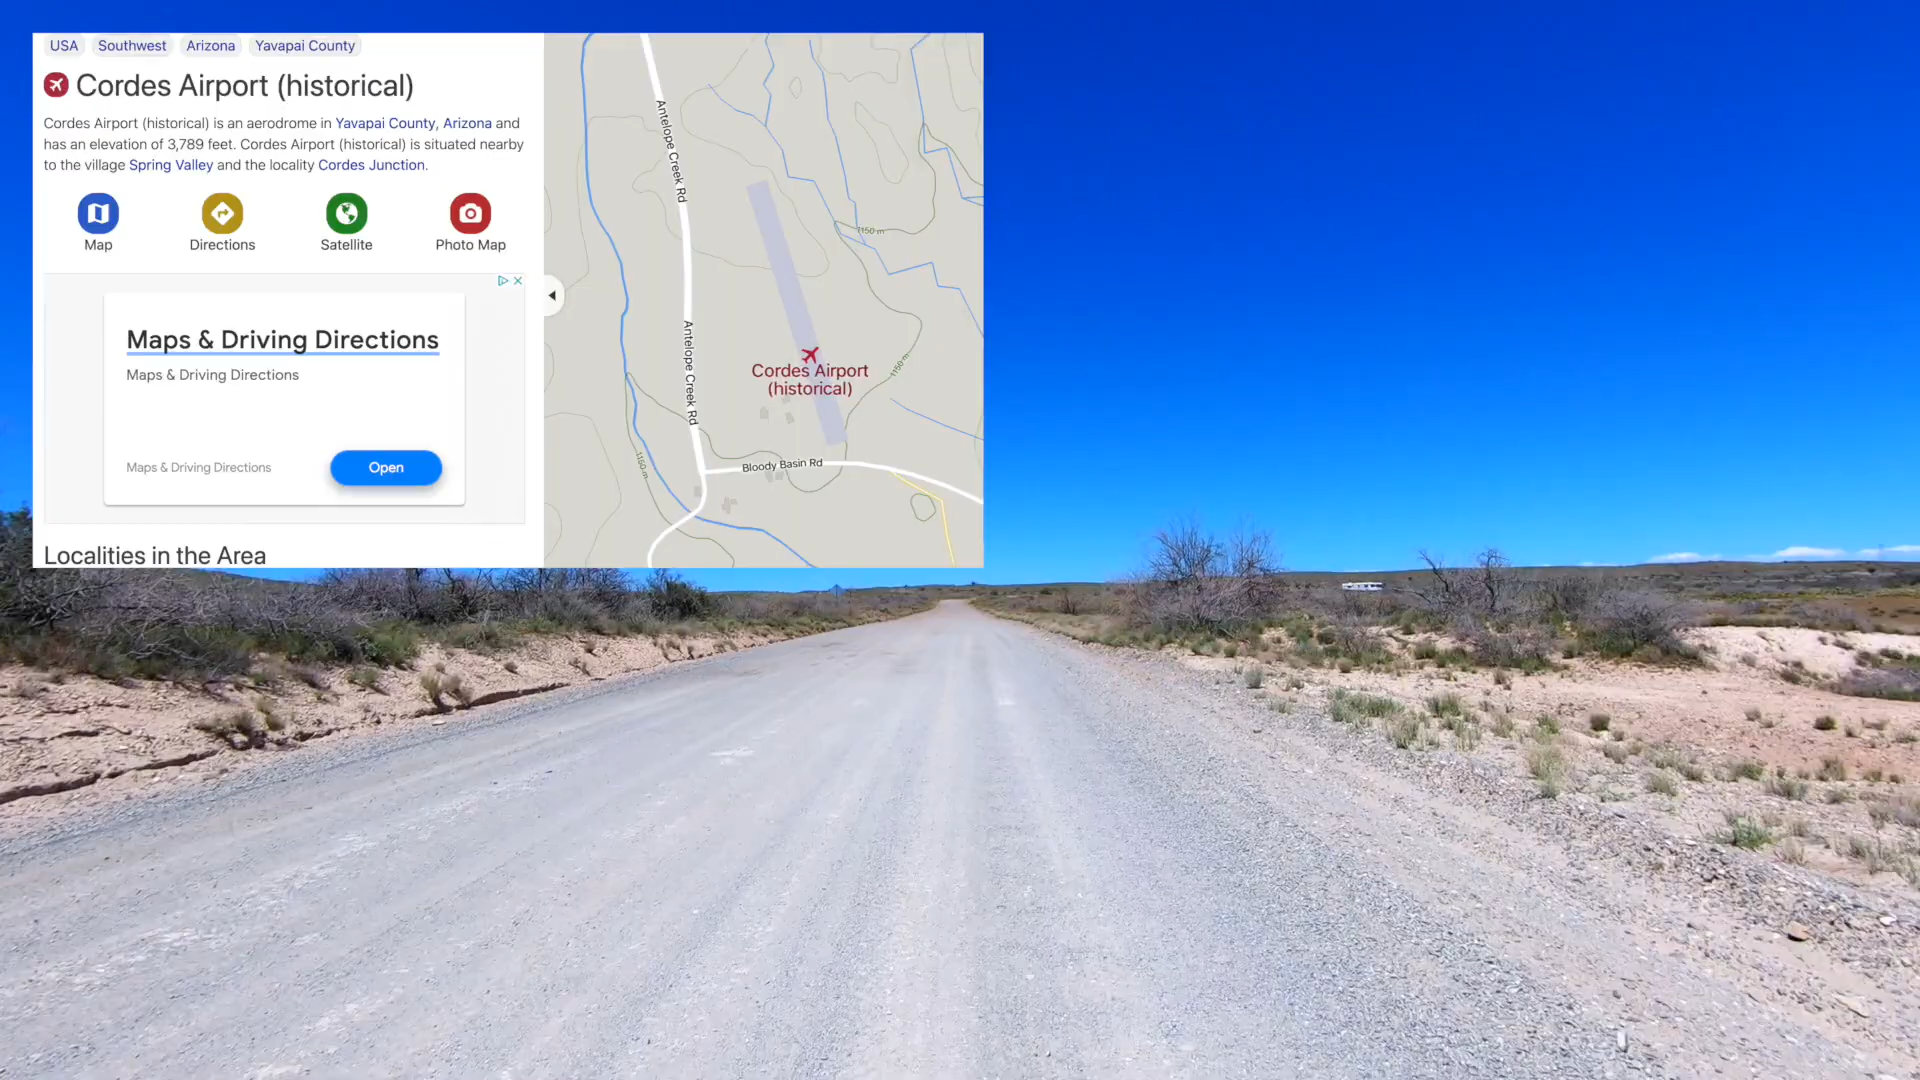 USA Southwest Arizona Yavapai County
Cordes Airport (historical)
Cordes Airport (historical) is an aerodrome in Yavapai County, Arizona and
has an elevation of 3,789 feet. Cordes Airport (historical) is situated nearby
to the village Spring Valley and the locality Cordes Junction.
Map Directions Satellite Photo Map
Maps & Driving Directions
Maps & Driving Directions
Maps & Driving Directions Open
Localities in the Area
Antelope Creek Rd
1150 m
Antelope Creek Rd
1150 m
Cordes Airport
(historical)
1150 m
Bloody Basin Rd